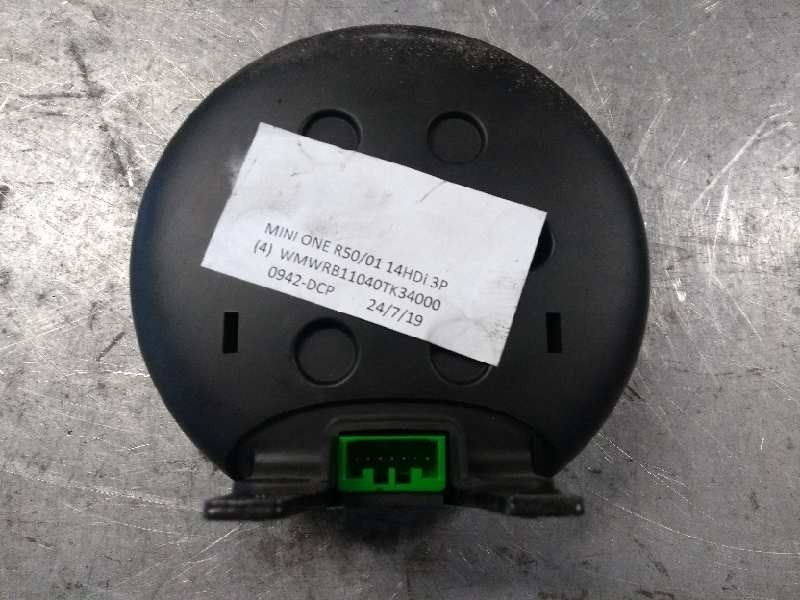 MINI ONE R50/01 14HDi 3P
(4) WMWRB11040TK34000
0942-DCP 24/7/19